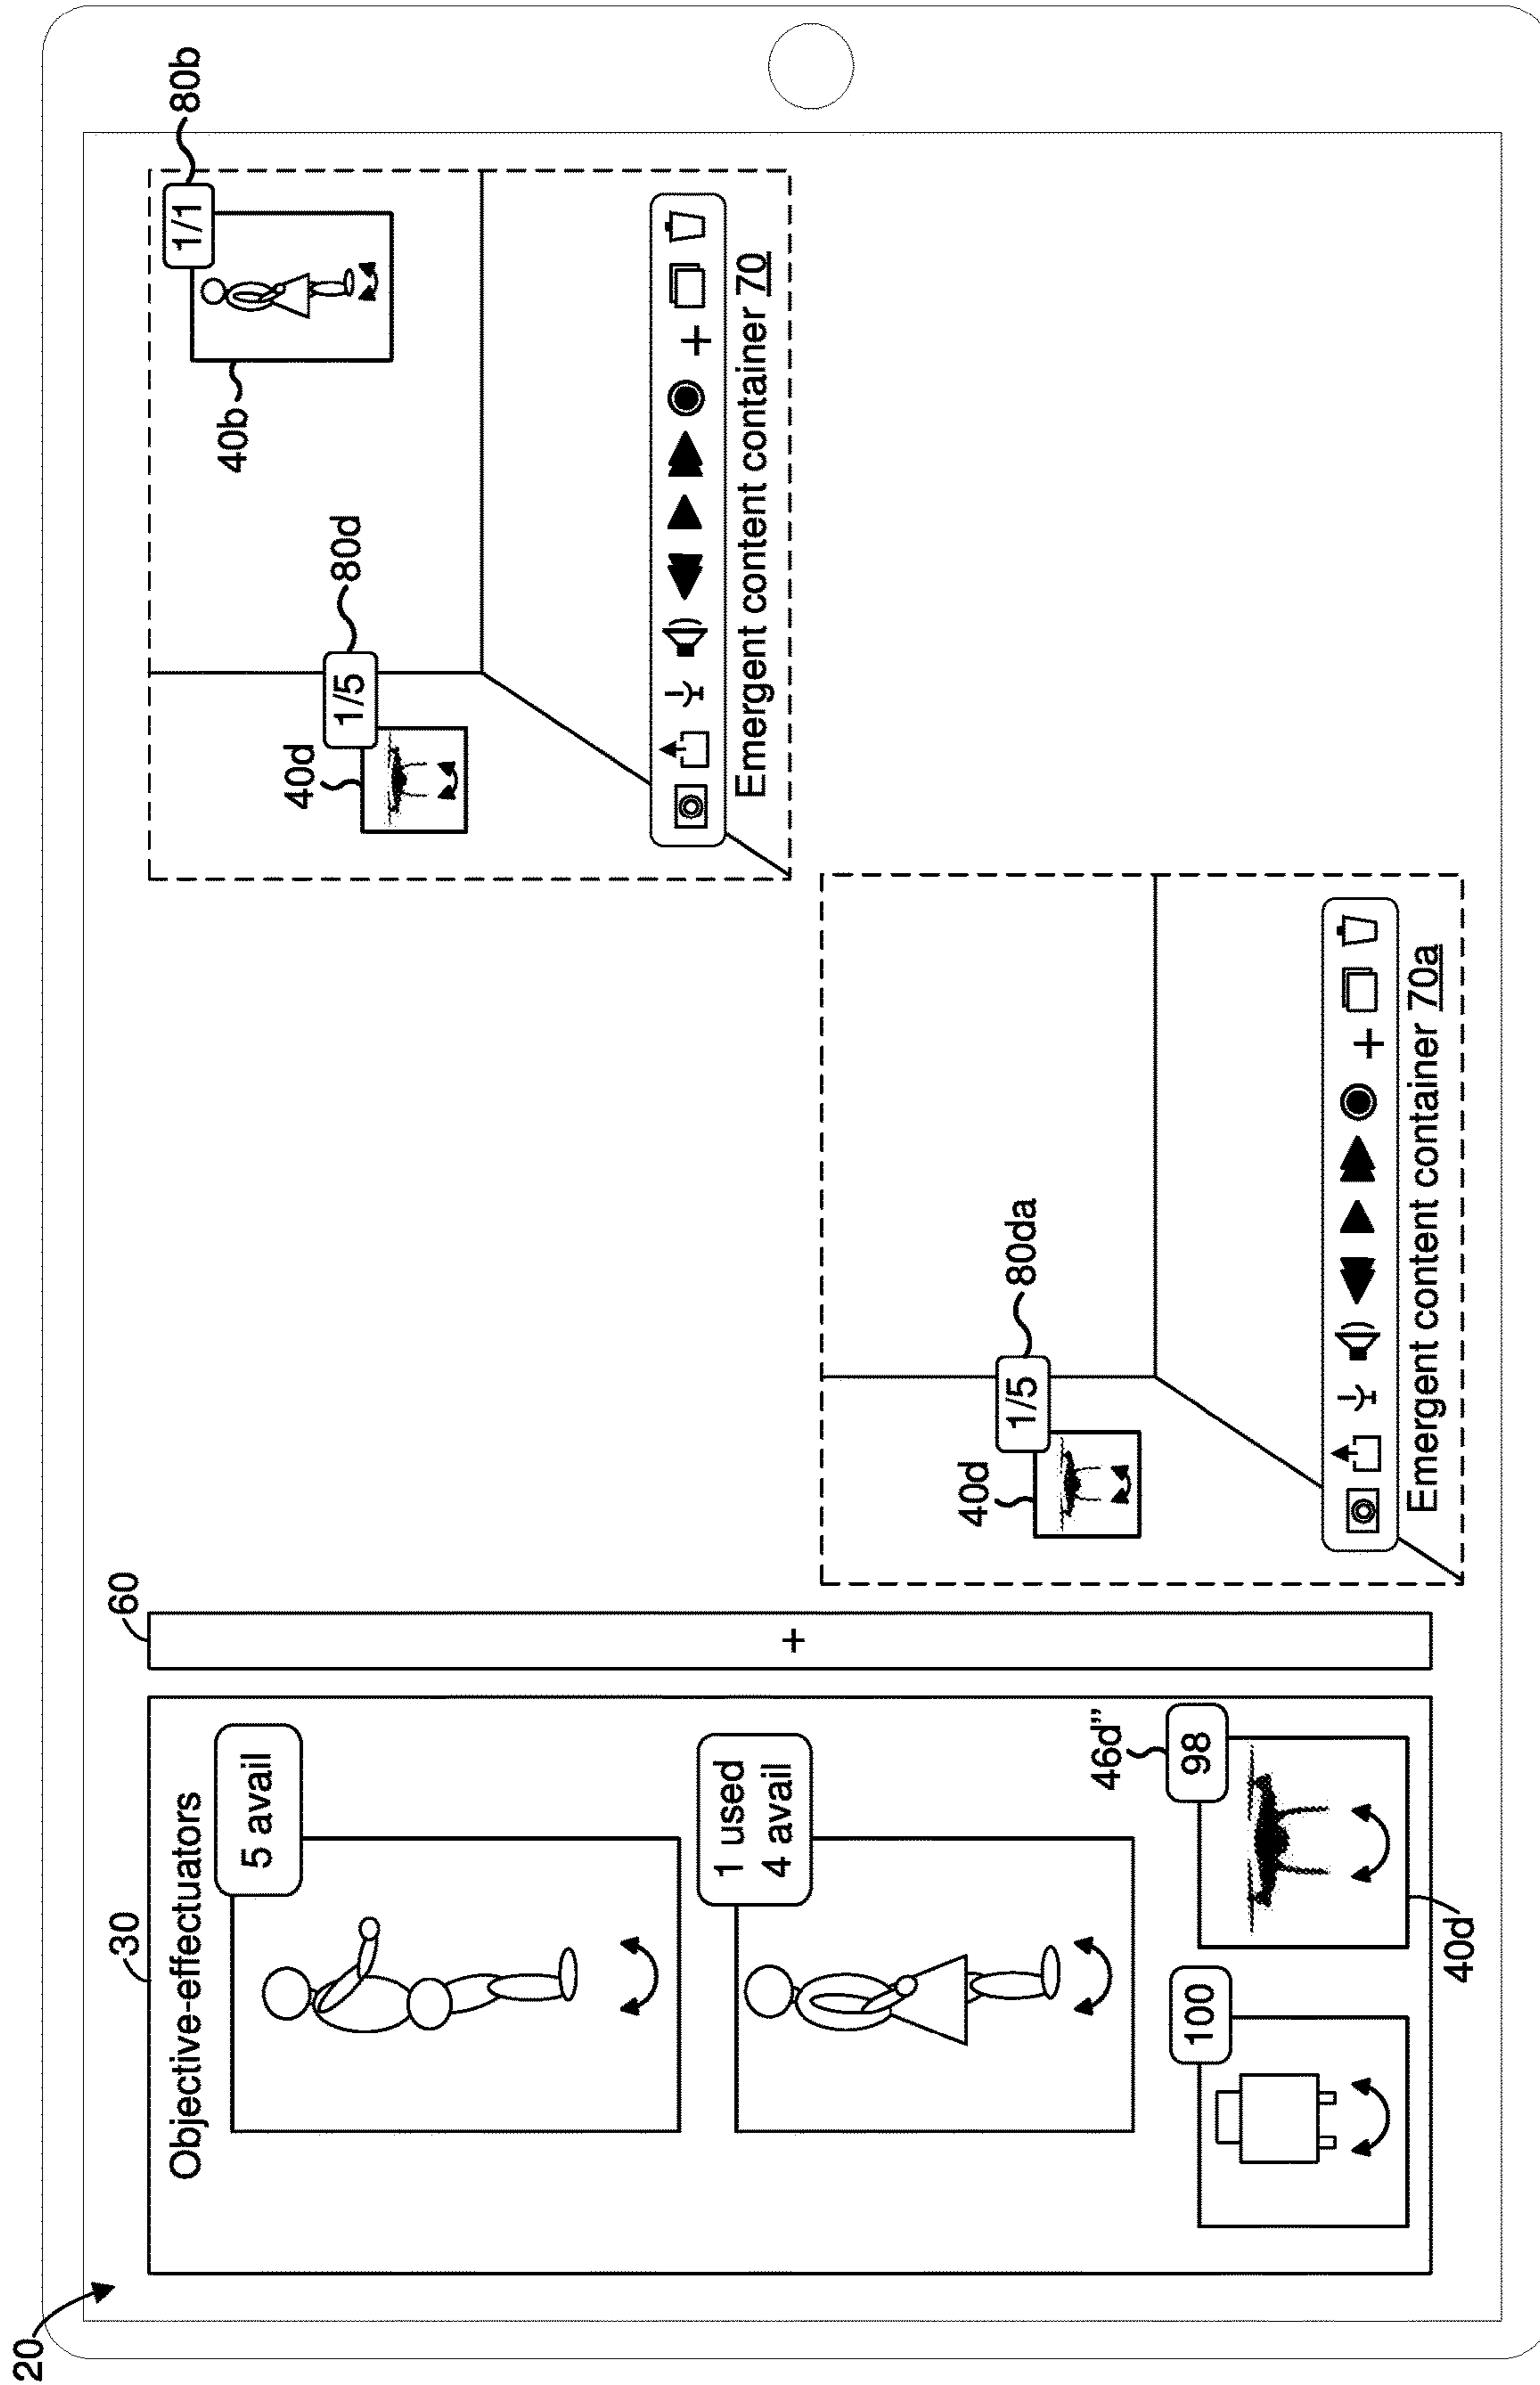 20
30
60
Objective-effectuators
5 avail
1 used
4 avail
100
46d”
98
40d
+
40d
1/5
80d
40b
1/1
80b
+
Emergent content container 70
40d
1/5
80da
+
Emergent content container 70a